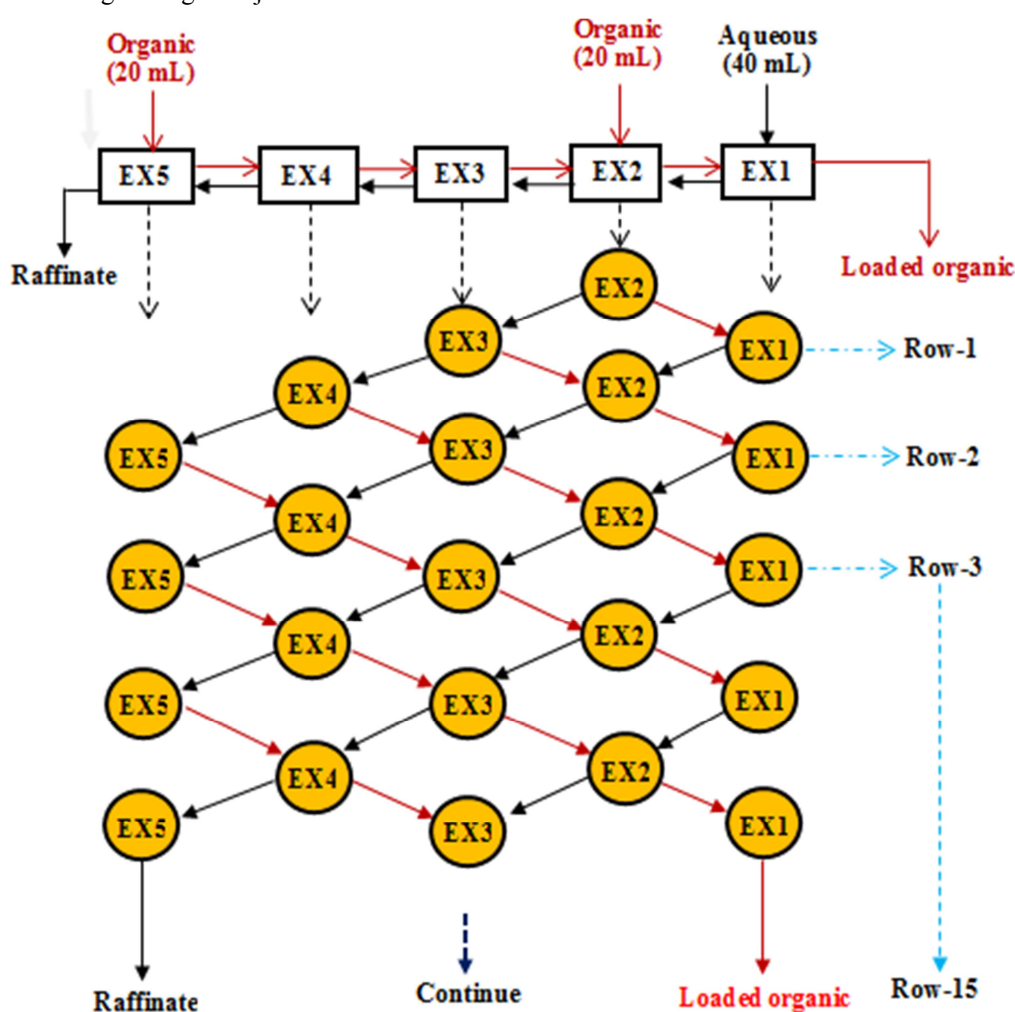 Organic
(20 mL)
Organic
(20 mL)
Aqueous
(40 mL)
EX5
EX4
EX3
EX2
EX1
Raffinate
Loaded organic
EX2
EX3
EX1
Row-1
EX4
EX2
EX5
EX3
EX1
Row-2
EX4
EX2
EX5
EX3
EX1
Row-3
EX4
EX2
EX5
EX3
EX1
EX4
EX2
EX5
EX3
EX1
Raffinate
Continue
Loaded organic
Row-15